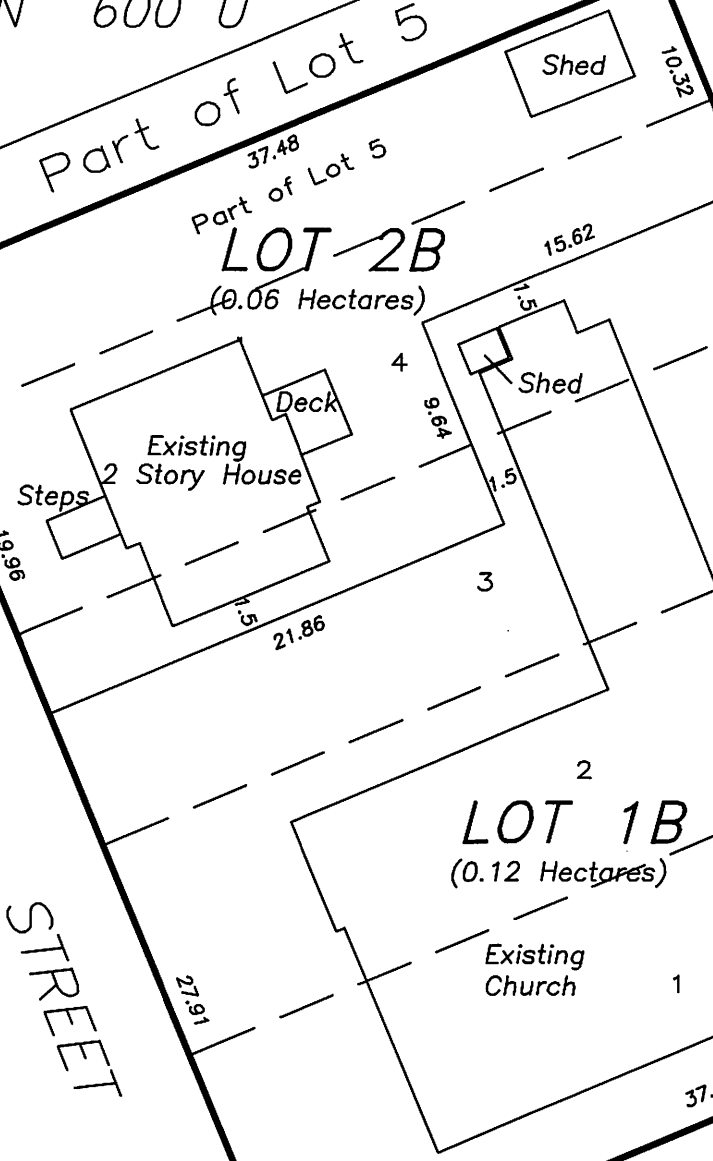 600
Part of Lot 5
Shed
10.32
37.48
Part of Lot 5
LOT 2B
(0.06 Hectares)
15.62
1.5
4
Shed
Deck
9.64
Existing
2 Story House
Steps
1.5
19.96
3
1.5
21.86
2
LOT 1B
(0.12 Hectares)
Existing
Church
1
STREET
27.91
37.